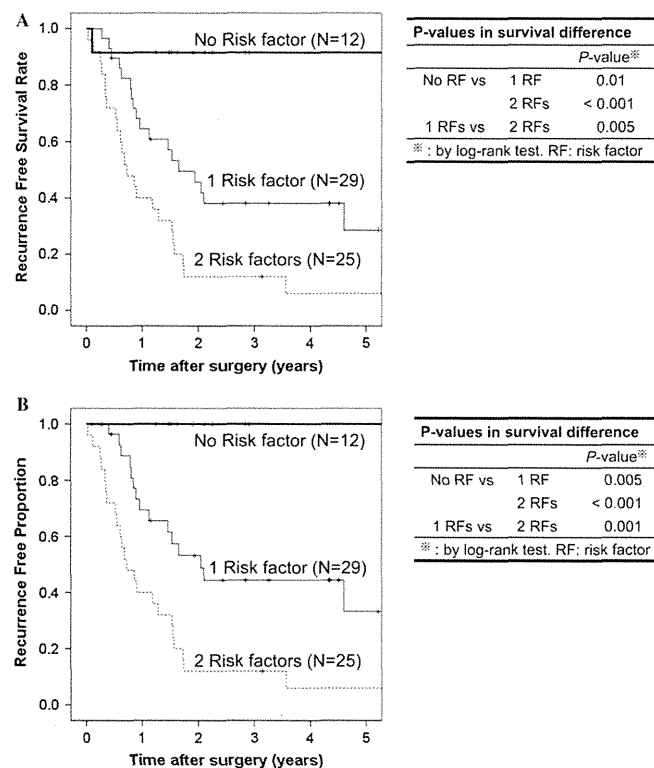 A
Recurrence Free Survival Rate
1.0
0.8
0.6
0.4
0.2
0.0
No Risk factor (N=12)
1 Risk factor (N=29)
2 Risk factors (N=25)
0 1 2 3 4 5
Time after surgery (years)
P-values in survival difference
P-value※
No RF vs 1 RF 0.01
2 RFs < 0.001
1 RFs vs 2 RFs 0.005
※ : by log-rank test. RF: risk factor
B
Recurrence Free Proportion
1.0
0.8
0.6
0.4
0.2
0.0
No Risk factor (N=12)
1 Risk factor (N=29)
2 Risk factors (N=25)
0 1 2 3 4 5
Time after surgery (years)
P-values in survival difference
P-value※
No RF vs 1 RF 0.005
2 RFs < 0.001
1 RFs vs 2 RFs 0.001
※ : by log-rank test. RF: risk factor